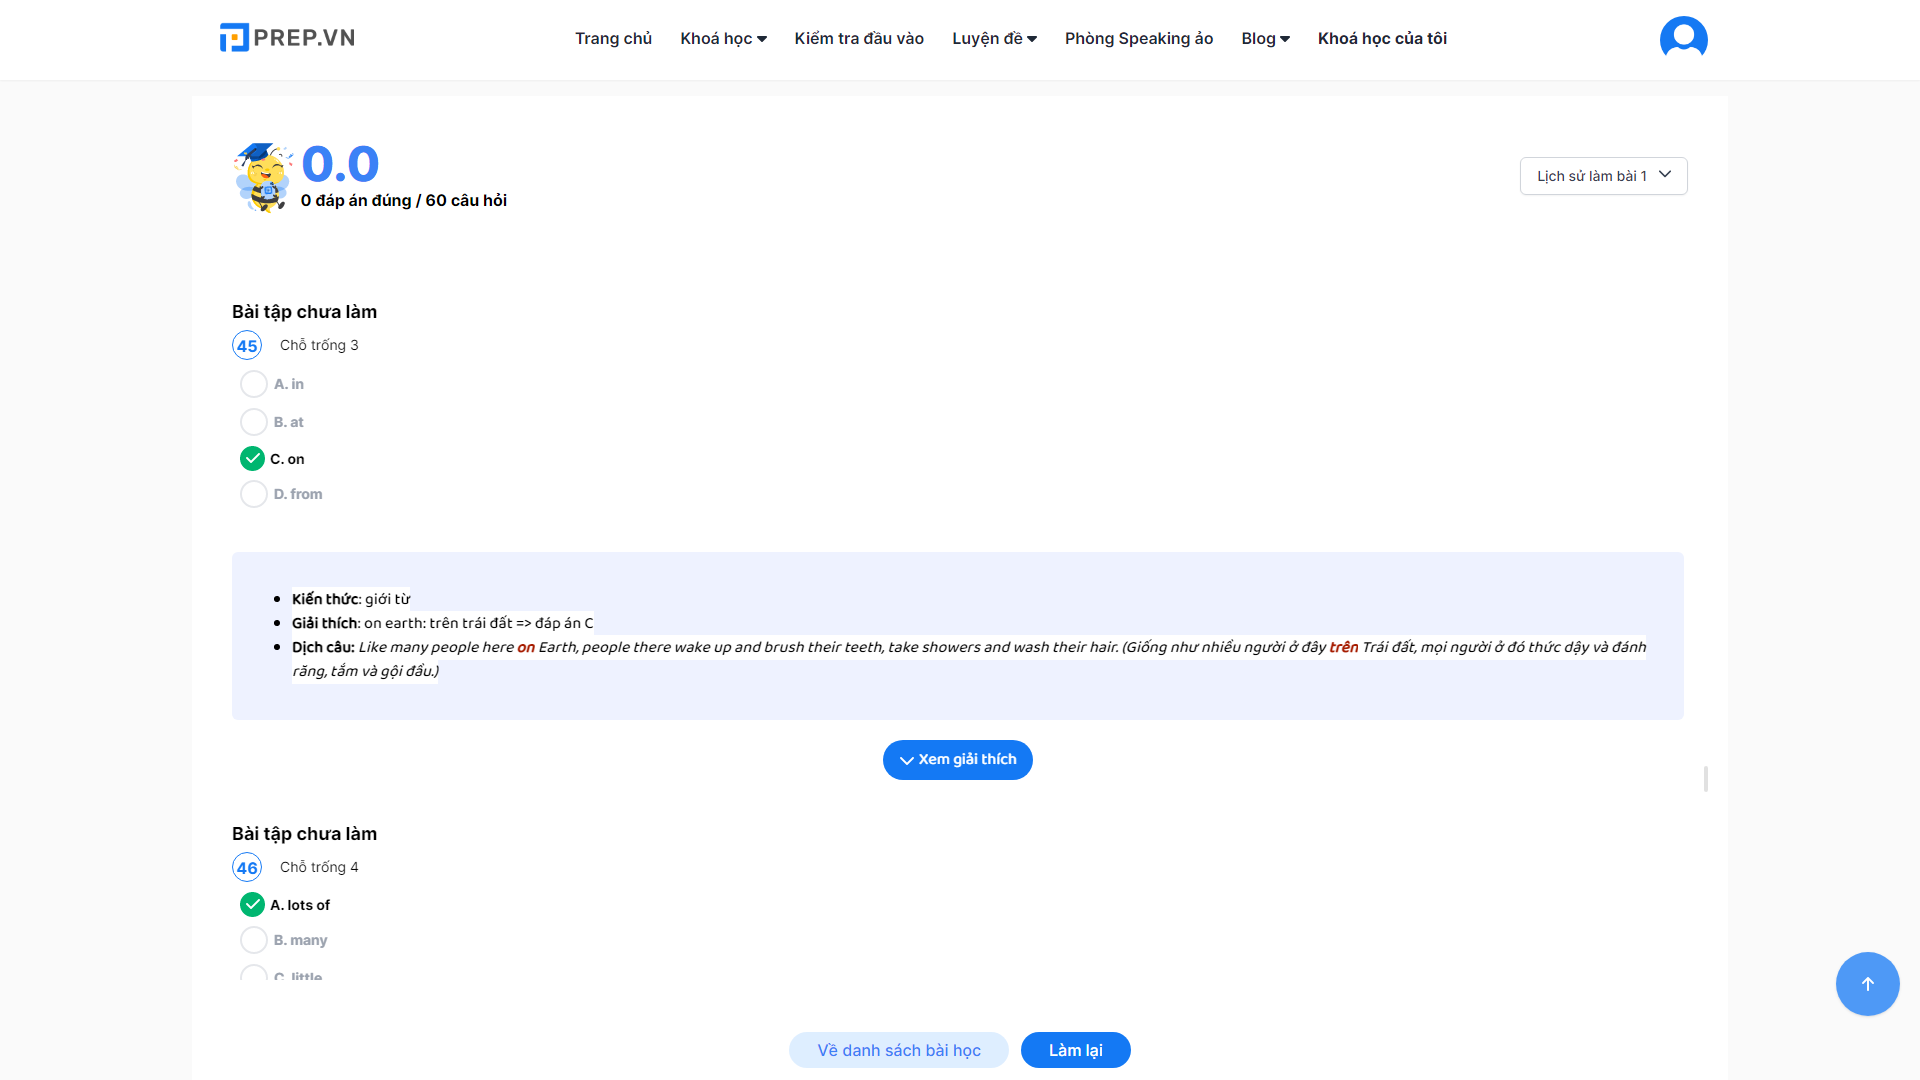 PREP.VN
Trang chủ Khoá học Kiểm tra đầu vào Luyện đề Phòng Speaking ảo Blog Khoá học của tôi
0.0
0 đáp án đúng / 60 câu hỏi
Lịch sử làm bài 1
Bài tập chưa làm
45 Chỗ trống 3
A. in
B. at
C. on
D. from
Kiến thức: giới từ
Giải thích: on earth: trên trái đất => đáp án C
Dịch câu: Like many people here on Earth, people there wake up and brush their teeth, take showers and wash their hair. (Giống như nhiều người ở đây trên Trái đất, mọi người ở đó thức dậy và đánh
răng, tắm và gội đầu.)
Xem giải thích
Bài tập chưa làm
46 Chỗ trống 4
A. lots of
B. many
C. little
Về danh sách bài học Làm lại